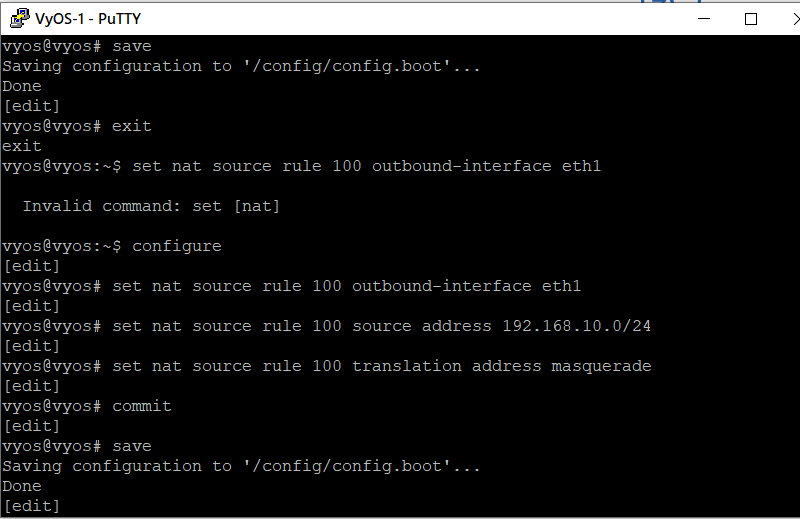 VyOS-1 - PuTTY
vyos@vyos# save
Saving configuration to '/config/config.boot'...
Done
[edit]
vyos@vyos# exit
exit
vyos@vyos:~$ set nat source rule 100 outbound-interface eth1
Invalid command: set [nat]
vyos@vyos:~$ configure
[edit]
vyos@vyos# set nat source rule 100 outbound-interface eth1
[edit]
vyos@vyos# set nat source rule 100 source address 192.168.10.0/24
[edit]
vyos@vyos# set nat source rule 100 translation address masquerade
[edit]
vyos@vyos# commit
[edit]
vyos@vyos# save
Saving configuration to '/config/config.boot'...
Done
[edit]